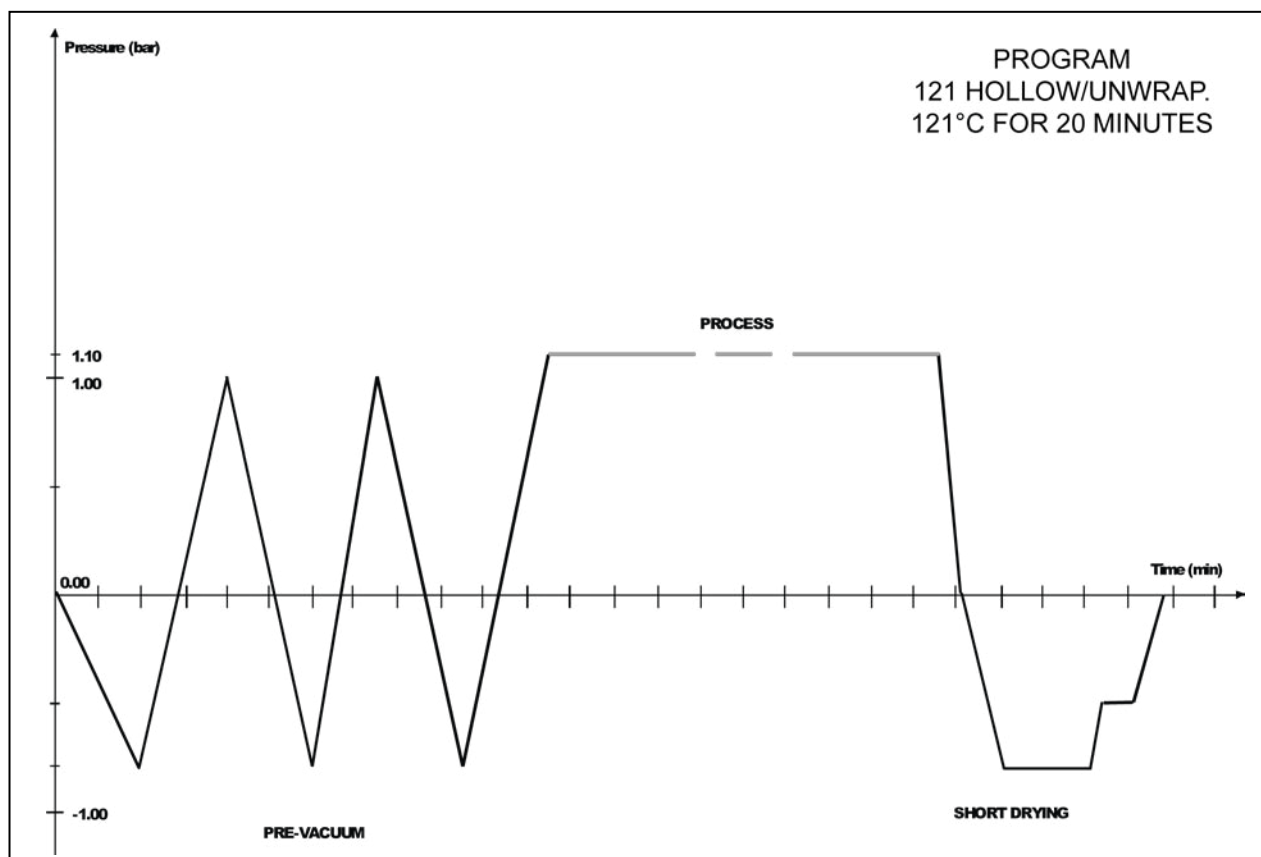 Pressure (bar)
PROGRAM
121 HOLLOW/UNWRAP.
121°C FOR 20 MINUTES
PROCESS
1.10
1.00
0.00
Time (min)
-1.00
SHORT DRYING
PRE-VACUUM